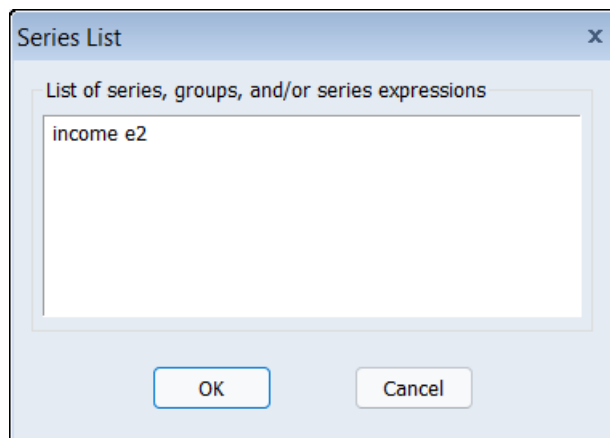 Series List
x
List of series, groups, and/or series expressions
income e2
OK
Cancel